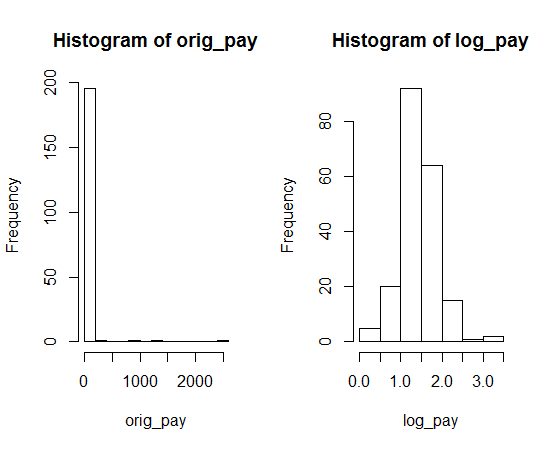 Histogram of orig_pay
Frequency
0 50 100 150 200
0 1000 2000
orig_pay
Histogram of log_pay
Frequency
0 20 40 60 80
0.0 1.0 2.0 3.0
log_pay